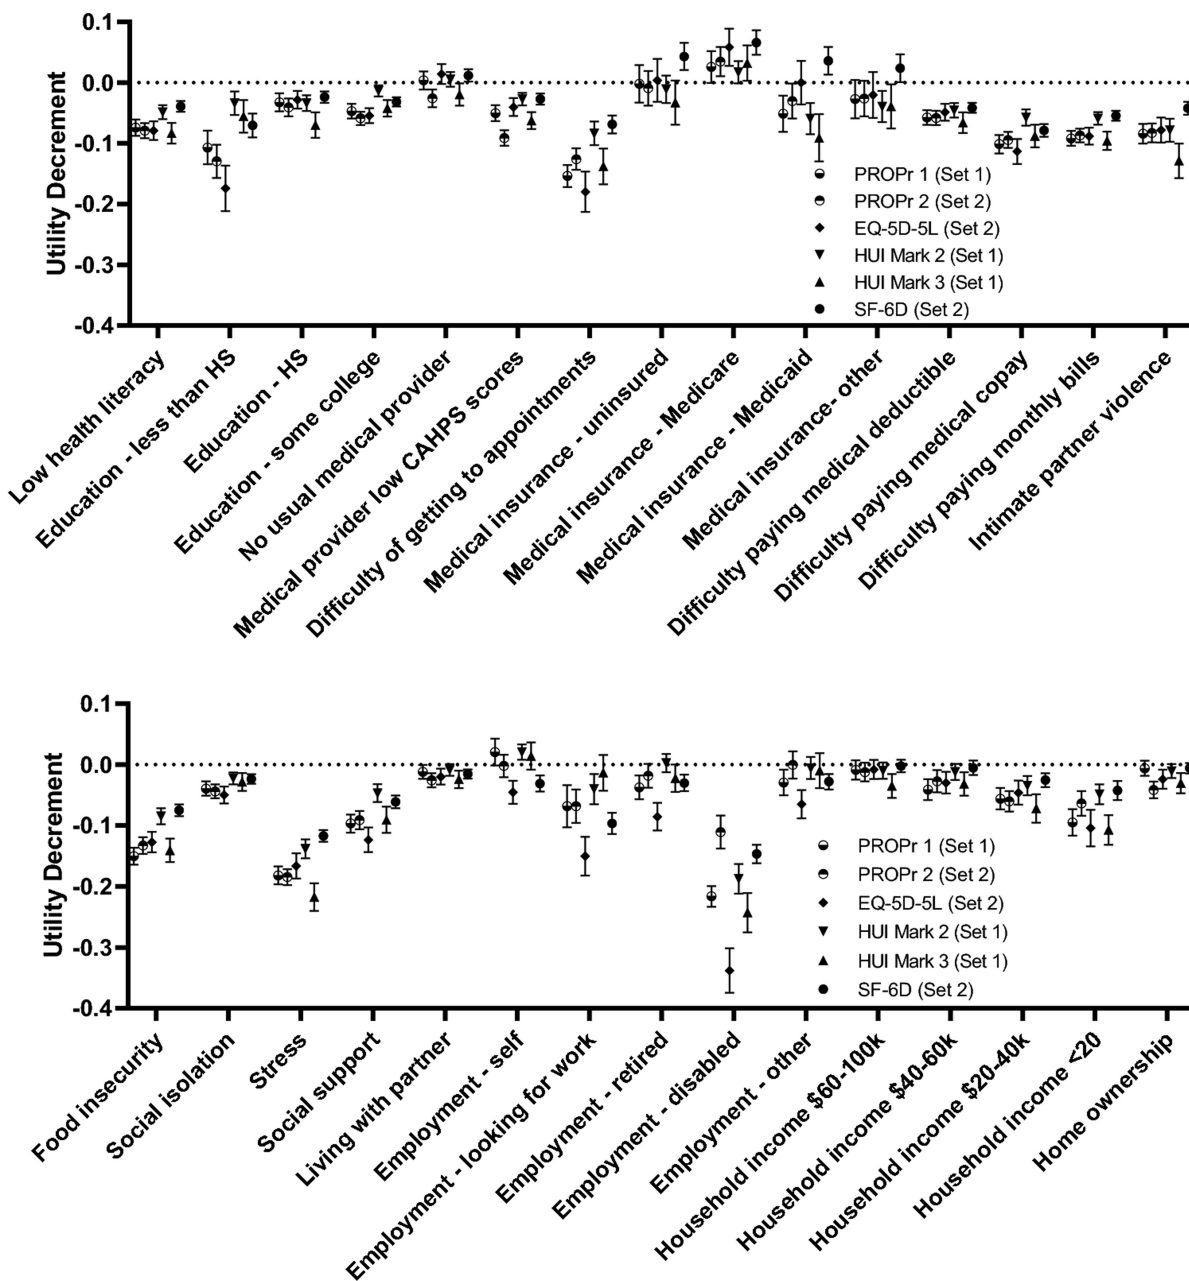 0.1
0.0
-0.1
-0.2
-0.3
-0.4
Utility Decrement
PROPr 1 (Set 1)
PROPr 2 (Set 2)
EQ-5D-5L (Set 2)
HUI Mark 2 (Set 1)
HUI Mark 3 (Set 1)
SF-6D (Set 2)
Low health literacy
Education - less than HS
Education - HS
Education - some college
No usual medical provider
Medical provider low CAHPS scores
Difficulty of getting to appointments
Medical insurance - uninsured
Medical insurance - Medicare
Medical insurance - Medicaid
Medical insurance- other
Difficulty paying medical deductible
Difficulty paying medical copay
Difficulty paying monthly bills
Intimate partner violence
0.1
0.0
-0.1
-0.2
-0.3
-0.4
Utility Decrement
PROPr 1 (Set 1)
PROPr 2 (Set 2)
EQ-5D-5L (Set 2)
HUI Mark 2 (Set 1)
HUI Mark 3 (Set 1)
SF-6D (Set 2)
Food insecurity
Social isolation
Stress
Social support
Living with partner
Employment - self
Employment - looking for work
Employment - retired
Employment - disabled
Employment - other
Household income $60-100k
Household income $40-60k
Household income $20-40k
Household income <20
Home ownership